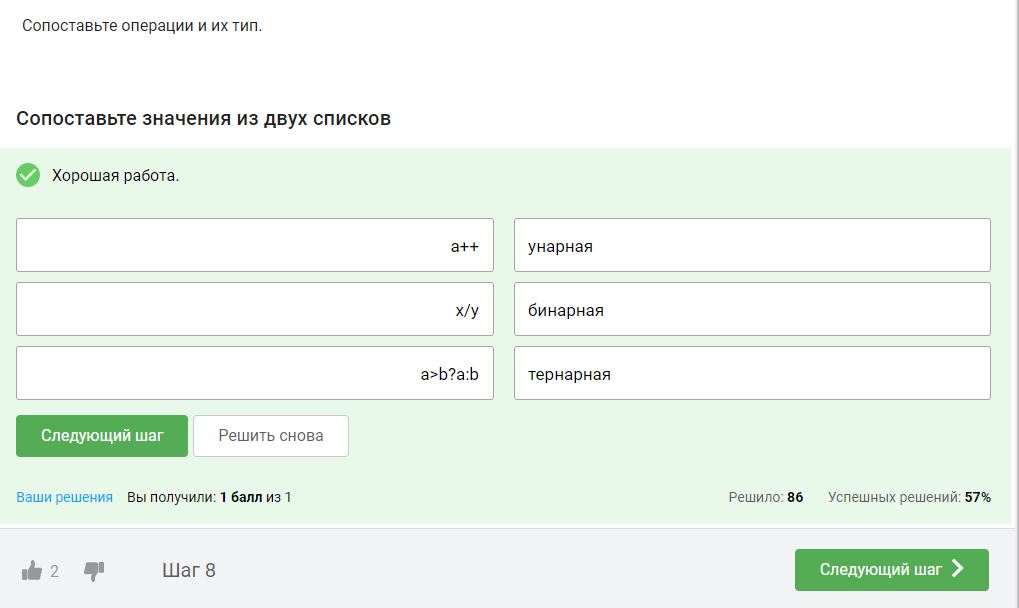 Сопоставьте операции и их тип.
Сопоставьте значения из двух списков
Хорошая работа.
a++ унарная
x/y бинарная
a>b?a:b тернарная
Следующий шаг Решить снова
Ваши решения Вы получили: 1 балл из 1 Решило: 86 Успешных решений: 57%
2 Шаг 8 Следующий шаг